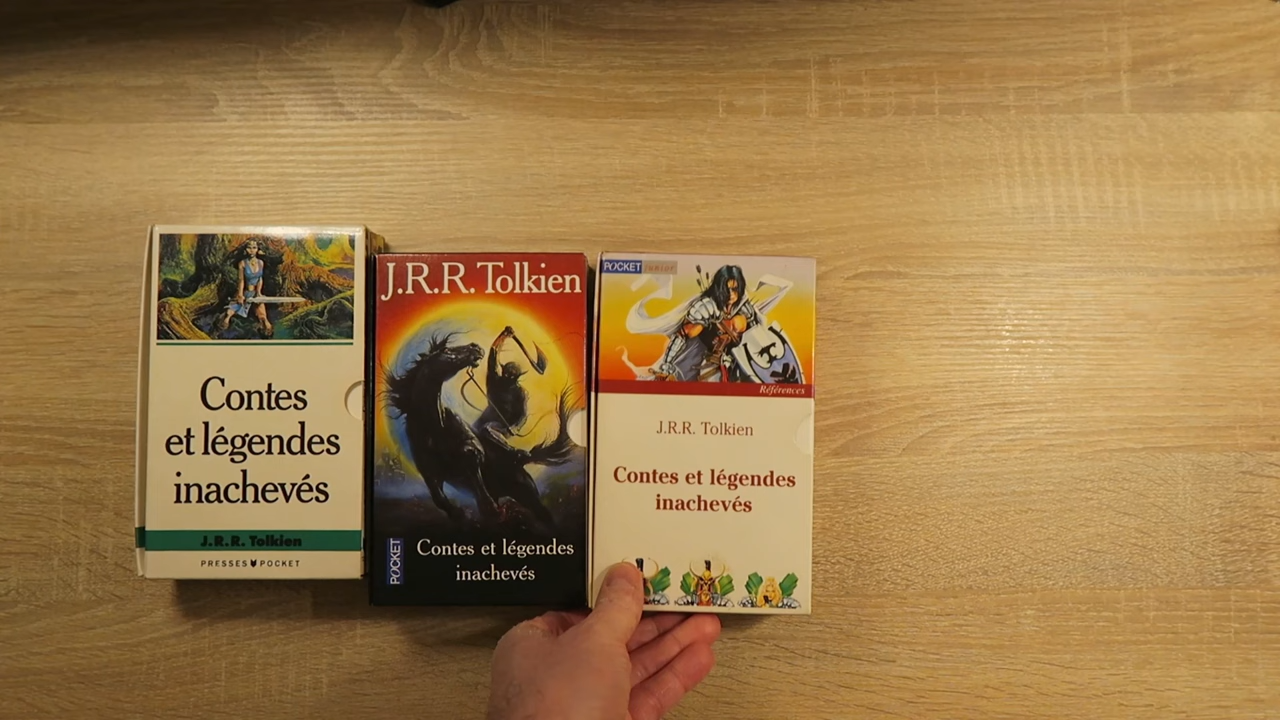 Contes
et légendes
inachevés
J.R.R. Tolkien
PRESSES POCKET
J.R.R. Tolkien
POCKET
Contes et légendes
inachevés
POCKET junior
Références
J.R.R. Tolkien
Contes et légendes
inachevés